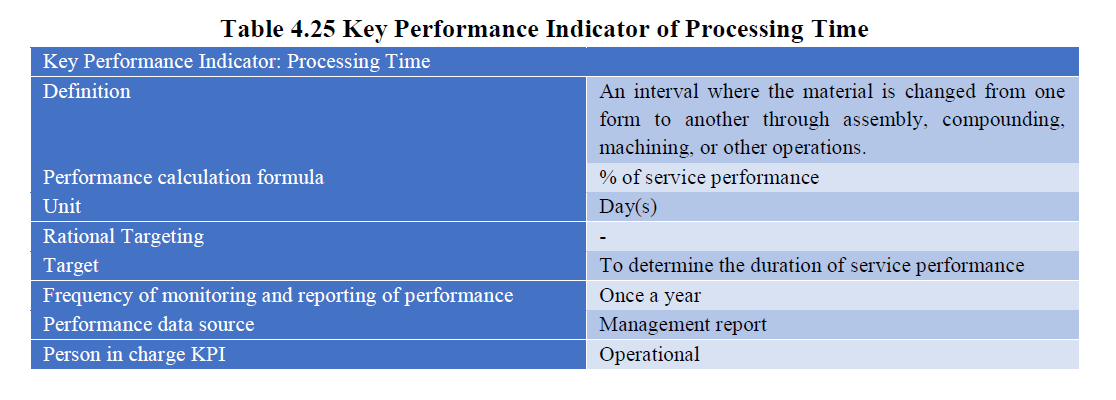 Table 4.25 Key Performance Indicator of Processing Time
Key Performance Indicator: Processing Time
Definition
An interval where the material is changed from one
form to another through assembly, compounding,
machining, or other operations.
Performance calculation formula
% of service performance
Unit
Day(s)
Rational Targeting
-
Target
To determine the duration of service performance
Frequency of monitoring and reporting of performance
Once a year
Performance data source
Management report
Person in charge KPI
Operational